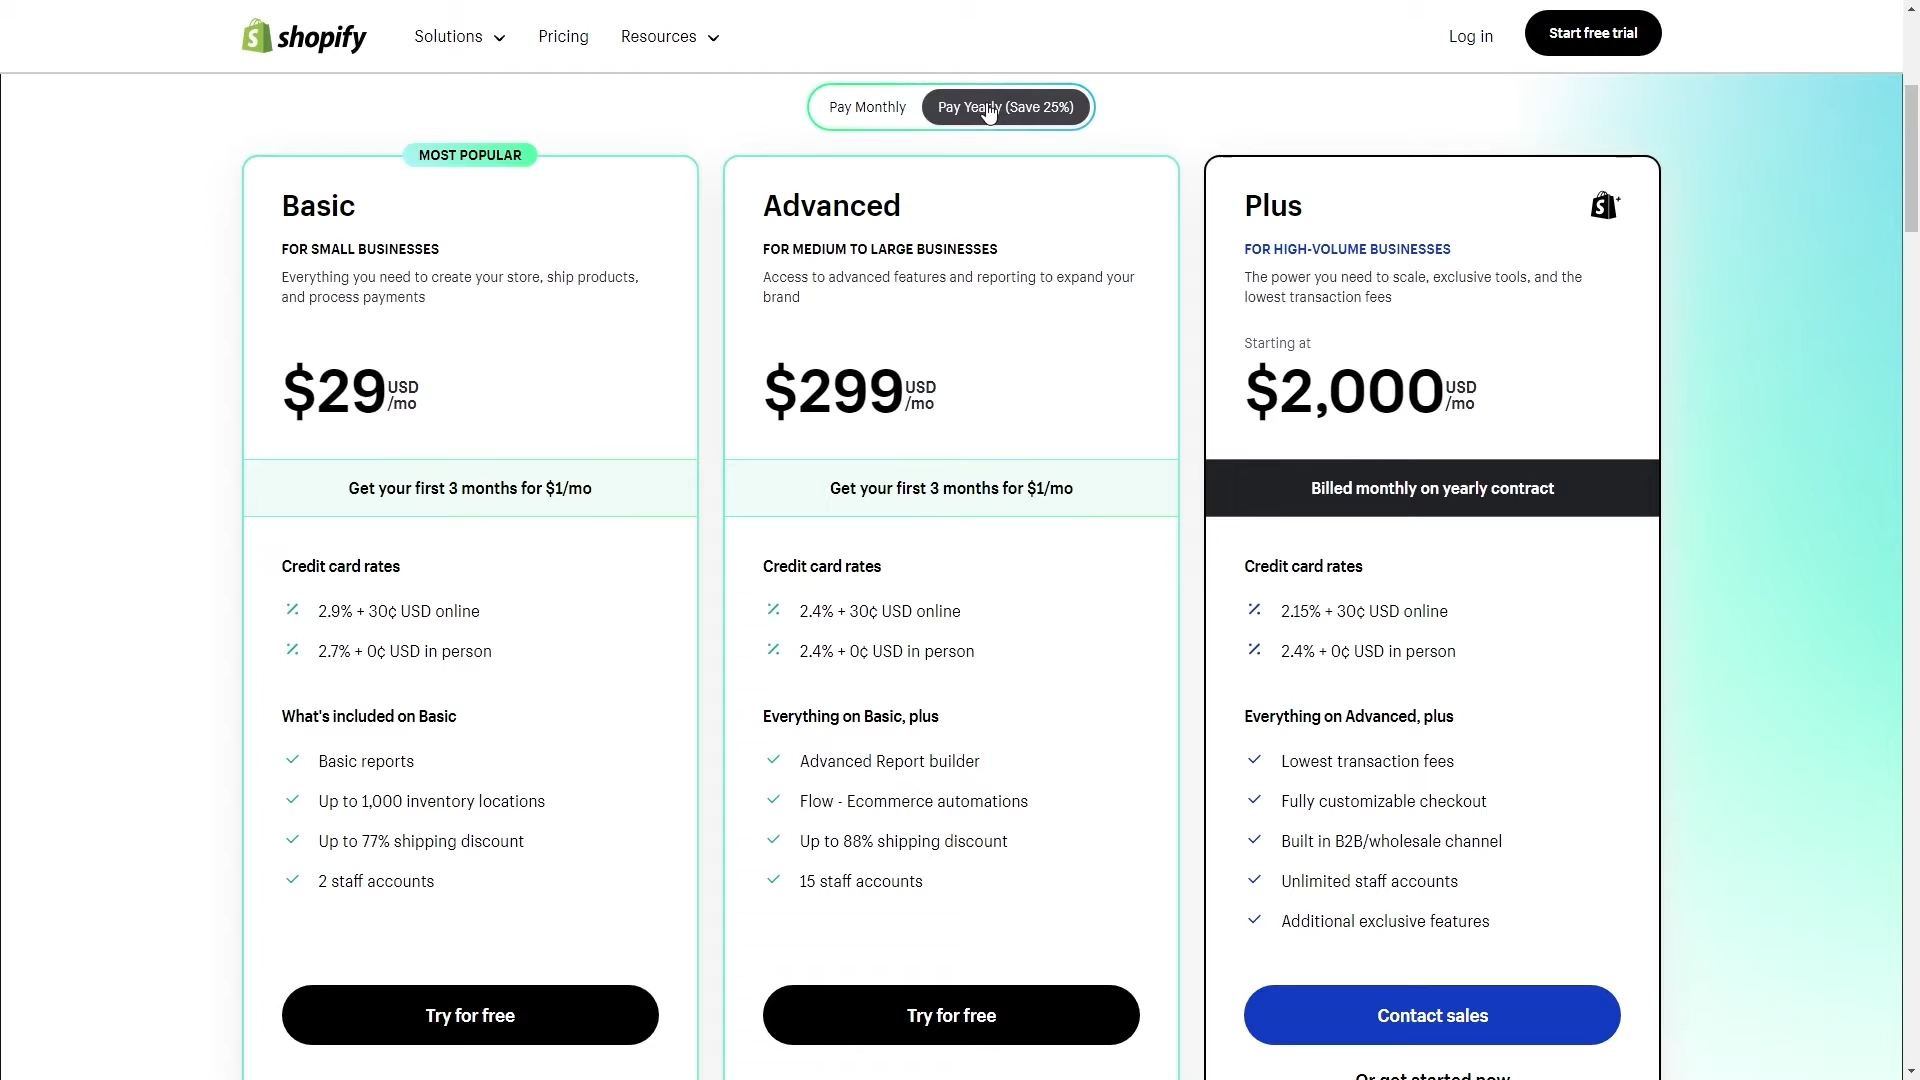 shopify
Solutions
Pricing
Resources
Log in
Start free trial
Pay Monthly
Pay Yearly (Save 25%)
MOST POPULAR
Basic
FOR SMALL BUSINESSES
Everything you need to create your store, ship products,
and process payments
$29 USD
/mo
Get your first 3 months for $1/mo
Credit card rates
2.9% + 30¢ USD online
2.7% + 0¢ USD in person
What's included on Basic
Basic reports
Up to 1,000 inventory locations
Up to 77% shipping discount
2 staff accounts
Try for free
Advanced
FOR MEDIUM TO LARGE BUSINESSES
Access to advanced features and reporting to expand your
brand
$299 USD
/mo
Get your first 3 months for $1/mo
Credit card rates
2.4% + 30¢ USD online
2.4% + 0¢ USD in person
Everything on Basic, plus
Advanced Report builder
Flow - Ecommerce automations
Up to 88% shipping discount
15 staff accounts
Try for free
Plus
FOR HIGH-VOLUME BUSINESSES
The power you need to scale, exclusive tools, and the
lowest transaction fees
Starting at
$2,000 USD
/mo
Billed monthly on yearly contract
Credit card rates
2.15% + 30¢ USD online
2.4% + 0¢ USD in person
Everything on Advanced, plus
Lowest transaction fees
Fully customizable checkout
Built in B2B/wholesale channel
Unlimited staff accounts
Additional exclusive features
Contact sales
Or get started now